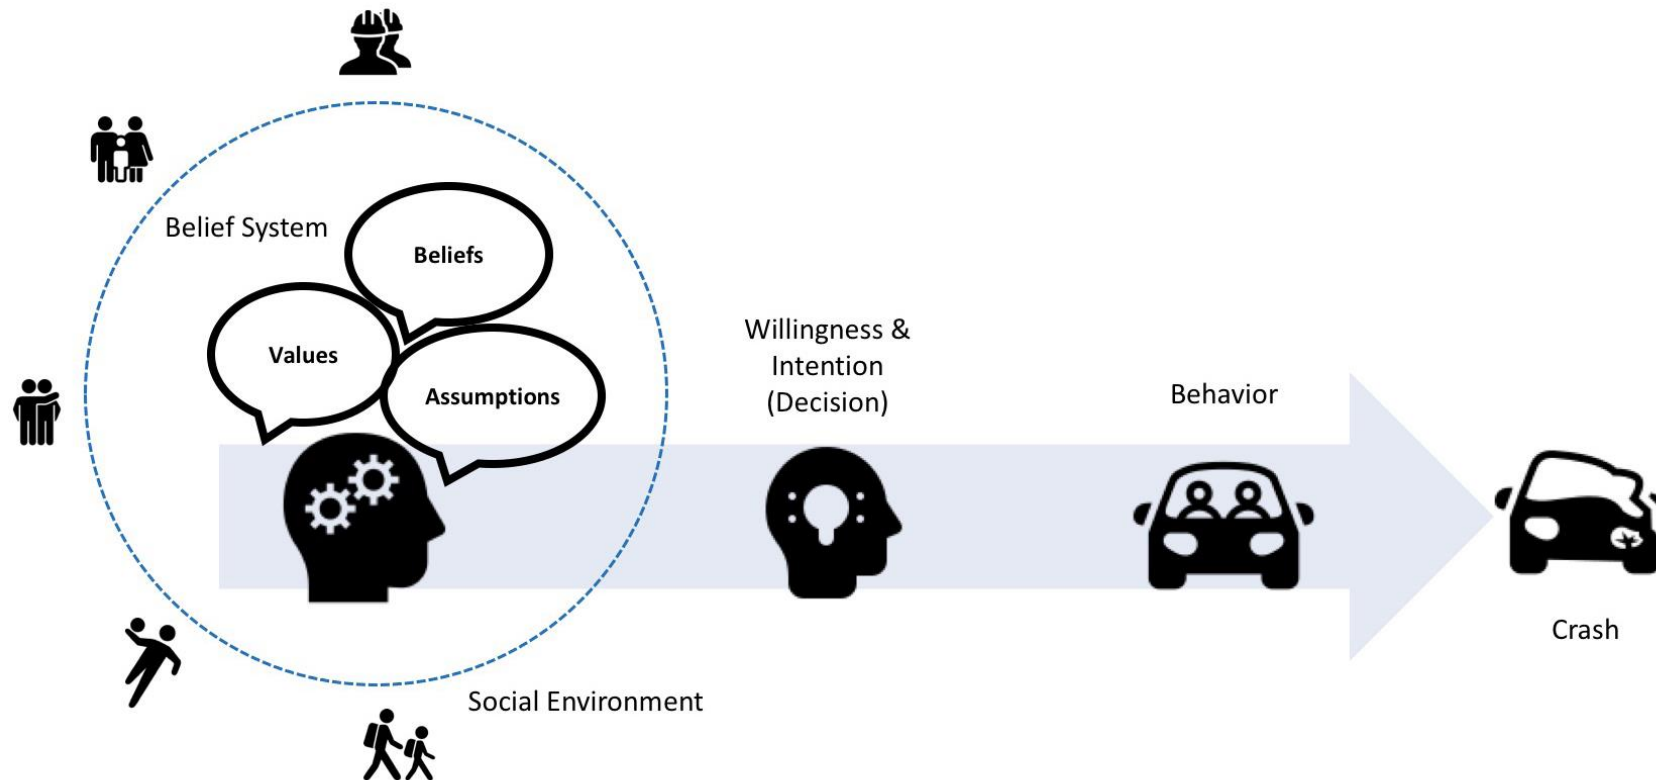 Belief System
Beliefs
Values
Assumptions
Willingness &
Intention
(Decision)
Behavior
Crash
Social Environment